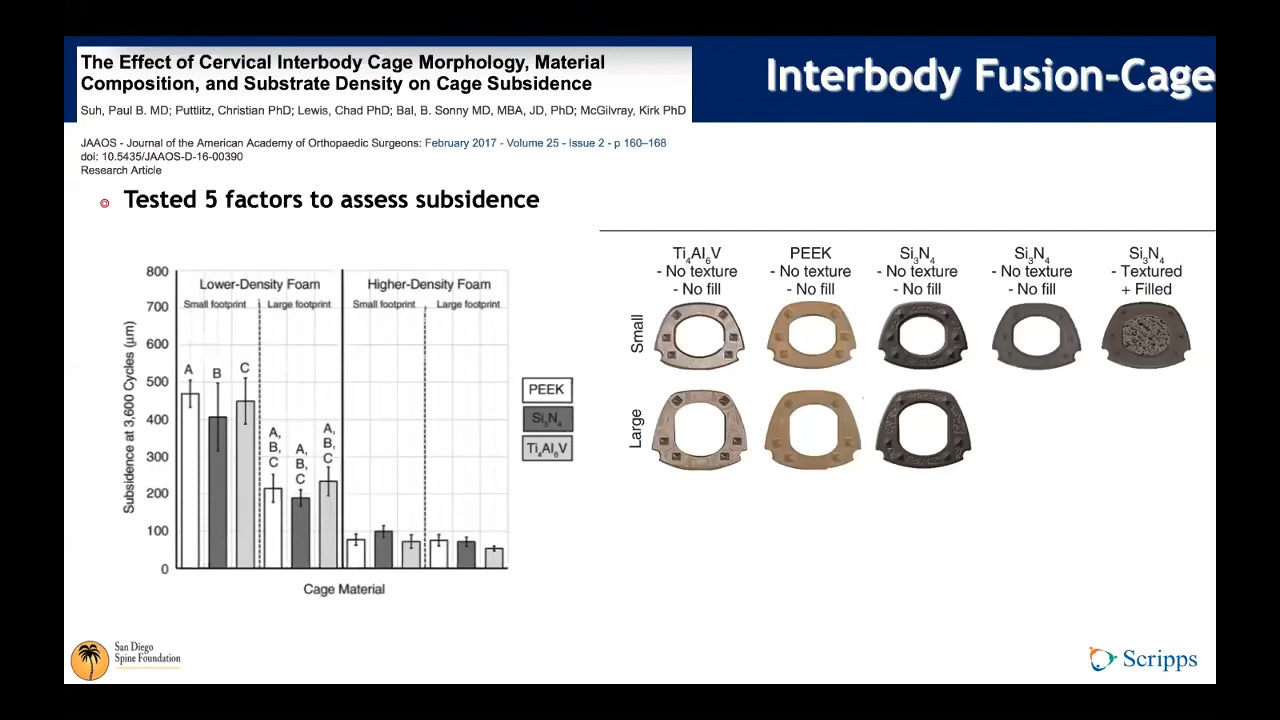 The Effect of Cervical Interbody Cage Morphology, Material
Composition, and Substrate Density on Cage Subsidence
Suh, Paul B. MD; Puttlitz, Christian PhD; Lewis, Chad PhD; Bal, B. Sonny MD, MBA, JD, PhD; McGilvray, Kirk PhD
Interbody Fusion-Cage
JAAOS - Journal of the American Academy of Orthopaedic Surgeons: February 2017 - Volume 25 - Issue 2 - p 160–168
doi: 10.5435/JAAOS-D-16-00390
Research Article
Tested 5 factors to assess subsidence
Subsidence at 3,600 Cycles (µm)
800
700
600
500
400
300
200
100
0
Lower-Density Foam
Higher-Density Foam
Small footprint
Large footprint
Small footprint
Large footprint
A
B
C
A,
B,
C
A,
B,
C
A,
B,
C
Cage Material
PEEK
Si3N4
Ti4Al6V
Ti4Al6V
- No texture
- No fill
PEEK
- No texture
- No fill
Si3N4
- No texture
- No fill
Si3N4
- No texture
- No fill
Si3N4
- Textured
+ Filled
Small
Large
San Diego
Spine Foundation
Scripps